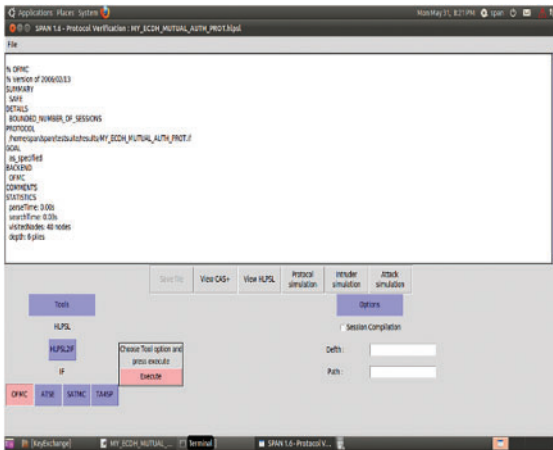 Applications Places System
Mon May 31, 8:21 PM span
SPAN 1.6 - Protocol Verification : MY_ECDH_MUTUAL_AUTH_PROT.hlpsl
File
% OFMC
% Version of 2006/02/13
SUMMARY
SAFE
DETAILS
BOUNDED_NUMBER_OF_SESSIONS
PROTOCOL
/home/span/span/testsuite/results/MY_ECDH_MUTUAL_AUTH_PROT.if
GOAL
as_specified
BACKEND
OFMC
COMMENTS
STATISTICS
parseTime: 0.00s
searchTime: 0.03s
visitedNodes: 40 nodes
depth: 6 plies
Save file View CAS+ View HLPSL Protocol simulation Intruder simulation Attack simulation
Tools
Options
HLPSL
Session Compilation
HLPSL2IF
Choose Tool option and
press execute
Execute
Defth :
IF
Path :
OFMC ATSE SATMC TA4SP
[KeyExchange] MY_ECDH_MUTUAL_... Terminal SPAN 1.6 - Protocol V...